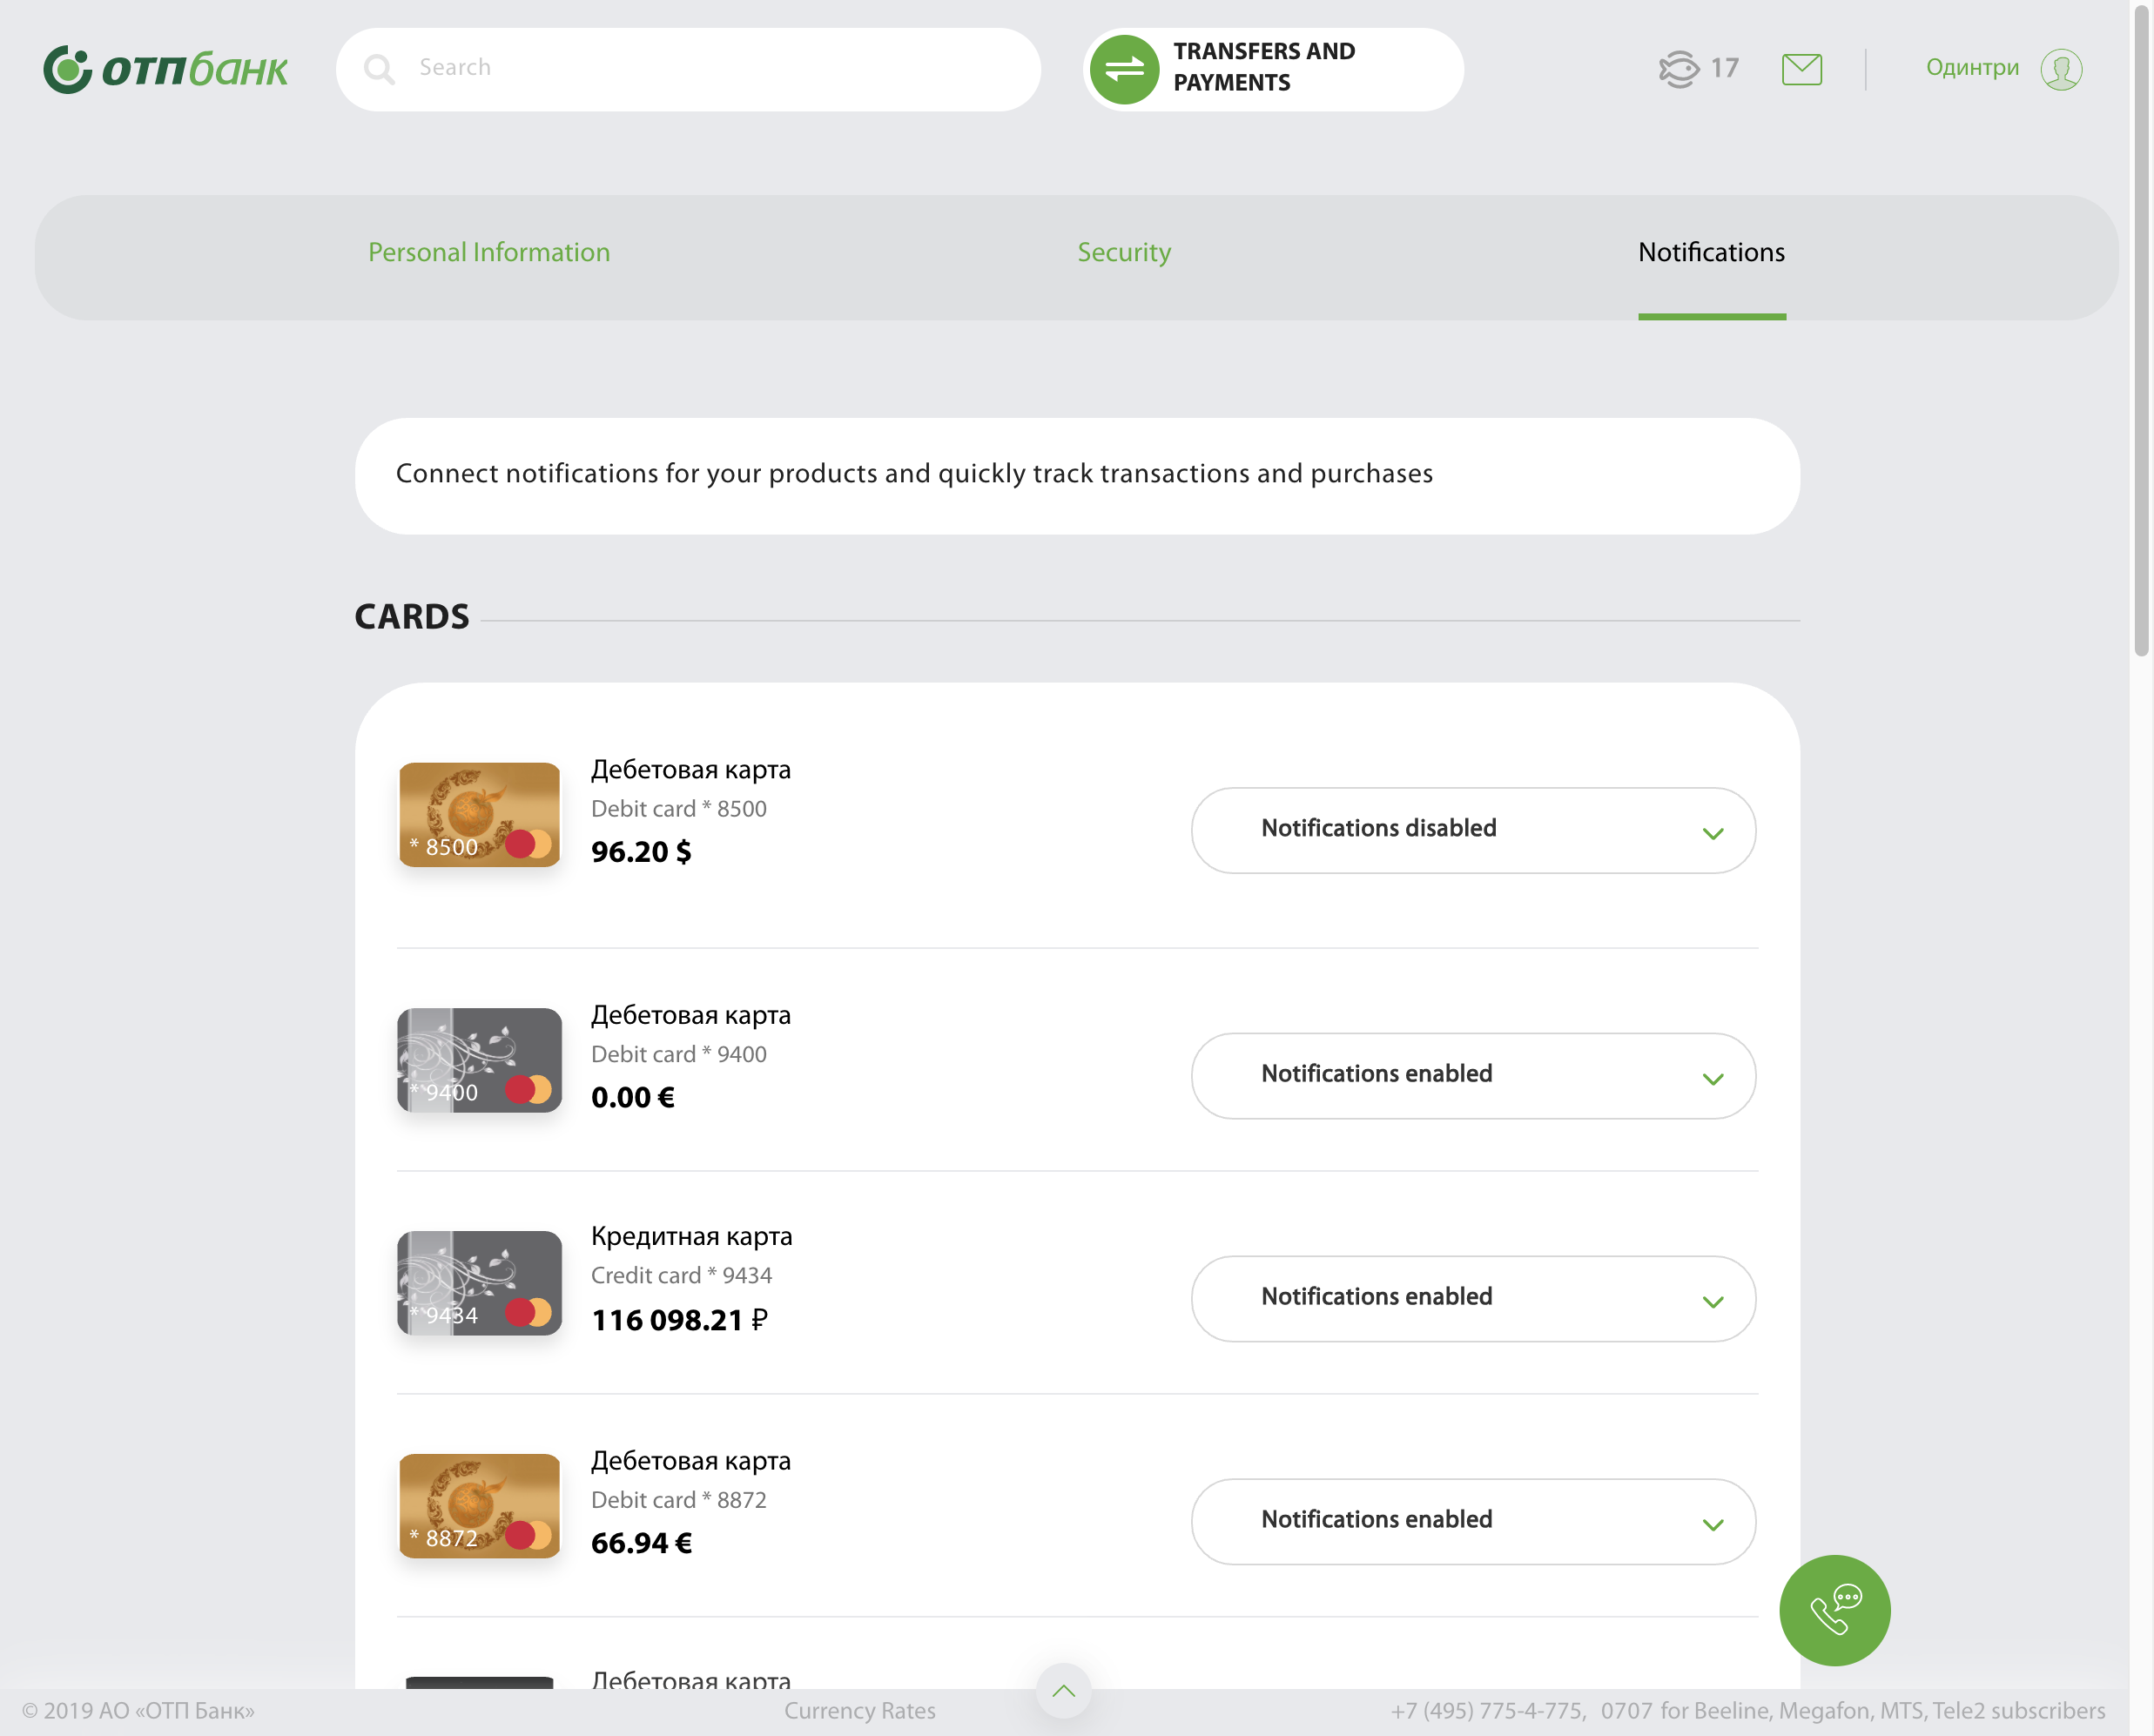 отпбанк
Search
TRANSFERS AND
PAYMENTS
17
Одинтри
Personal Information
Security
Notifications
Connect notifications for your products and quickly track transactions and purchases
CARDS
* 8500
Дебетовая карта
Debit card * 8500
96.20 $
Notifications disabled
* 9400
Дебетовая карта
Debit card * 9400
0.00 €
Notifications enabled
* 9434
Кредитная карта
Credit card * 9434
116 098.21 ₽
Notifications enabled
* 8872
Дебетовая карта
Debit card * 8872
66.94 €
Notifications enabled
Дебетовая карта
© 2019 АО «ОТП Банк»
Currency Rates
+7 (495) 775-4-775, 0707 for Beeline, Megafon, MTS, Tele2 subscribers